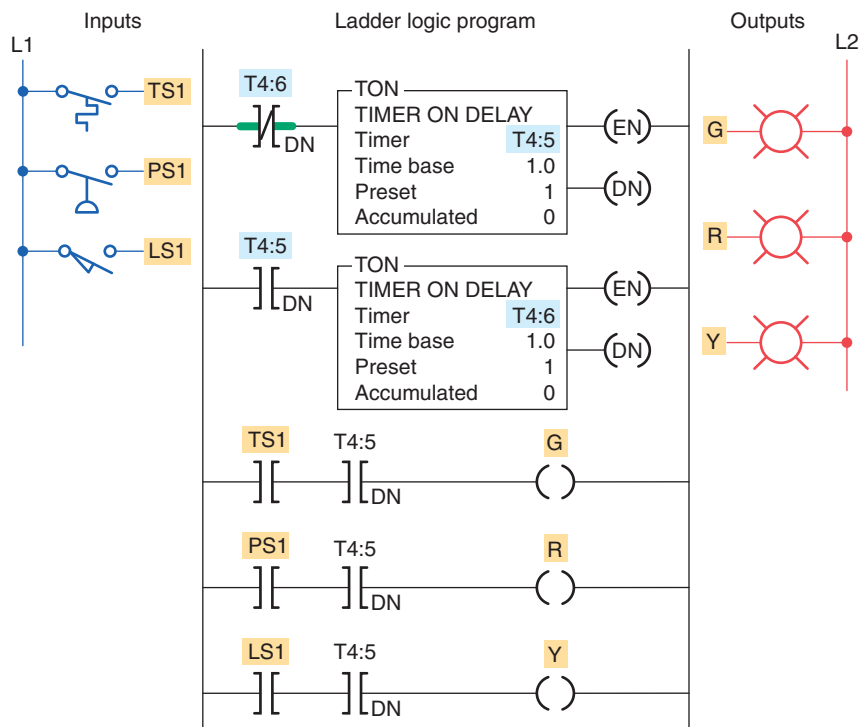 Inputs
Ladder logic program
Outputs
L1
L2
TS1
PS1
LS1
T4:6
DN
TON
TIMER ON DELAY
Timer T4:5
Time base 1.0
Preset 1
Accumulated 0
EN
DN
T4:5
DN
TON
TIMER ON DELAY
Timer T4:6
Time base 1.0
Preset 1
Accumulated 0
EN
DN
TS1 T4:5 G
DN
PS1 T4:5 R
DN
LS1 T4:5 Y
DN
G
R
Y